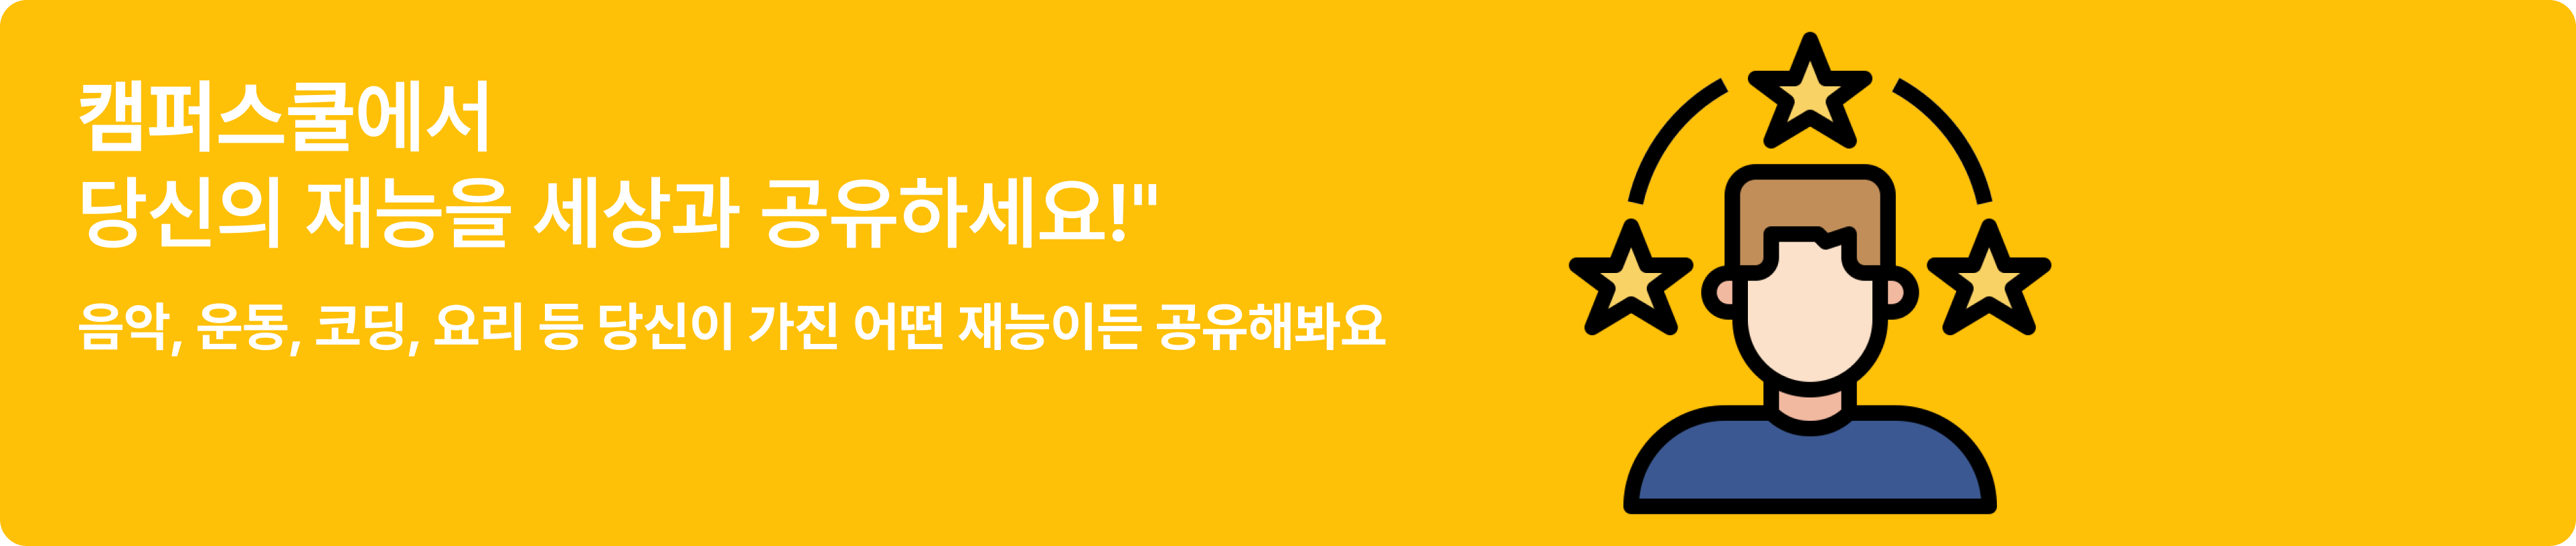 캠퍼스쿨에서
당신의 재능을 세상과 공유하세요!"
음악, 운동, 코딩, 요리 등 당신이 가진 어떤 재능이든 공유해봐요